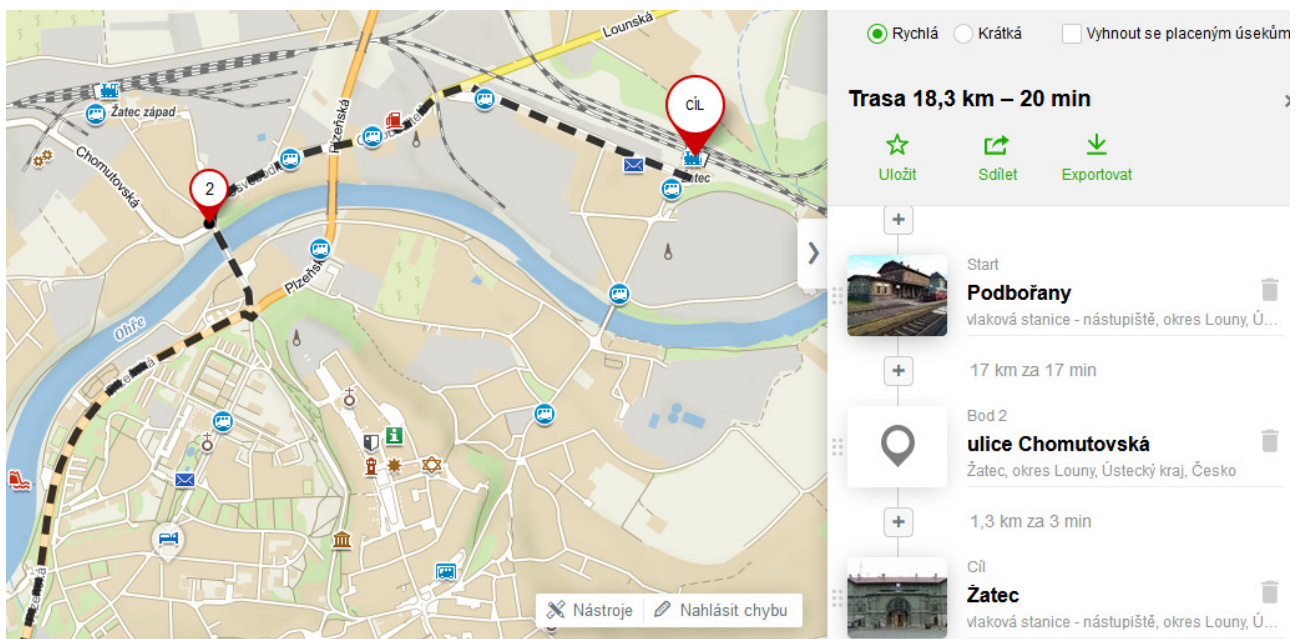 Rychlá
Krátká
Vyhnout se placeným úsekům
Trasa 18,3 km – 20 min
Uložit
Sdílet
Exportovat
Start
Podbořany
vlaková stanice - nástupiště, okres Louny, Ú...
17 km za 17 min
Bod 2
ulice Chomutovská
Žatec, okres Louny, Ústecký kraj, Česko
1,3 km za 3 min
Cíl
Žatec
vlaková stanice - nástupiště, okres Louny, Ú...
Lounská
CÍL
Žatec západ
Plzeňská
Chomutovská
2
Žatec
Plzeňská
Ohře
Nástroje
Nahlásit chybu